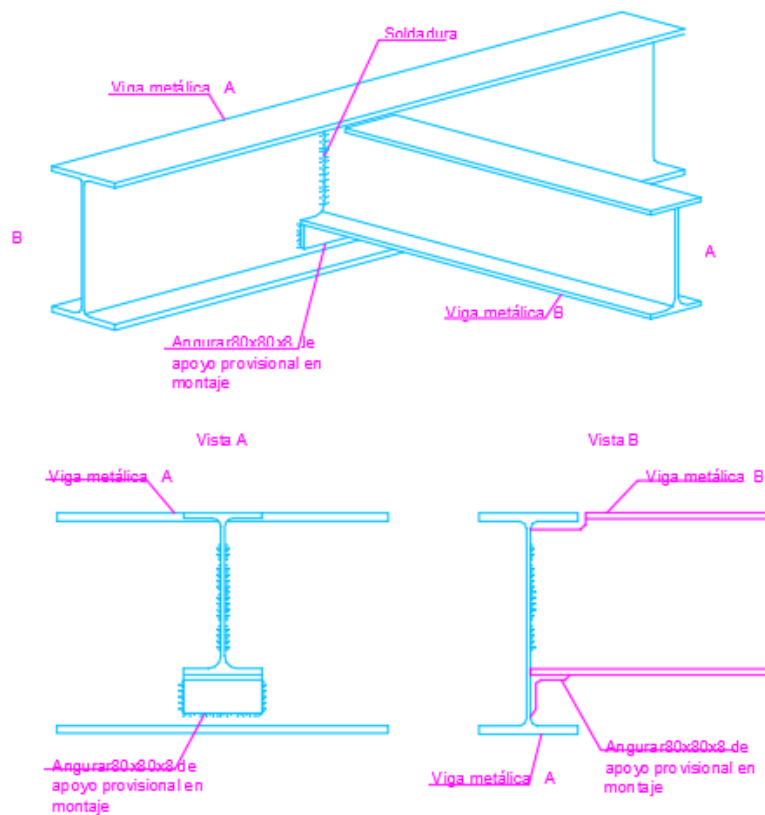 Soldadura
Viga metálica A
B
A
Viga metálica B
Angurar80x80x8 de
apoyo provisional en
montaje
Vista A
Vista B
Viga metálica A
Viga metálica B
Angurar80x80x8 de
apoyo provisional en
montaje
Angurar80x80x8 de
apoyo provisional en
montaje
Viga metálica A